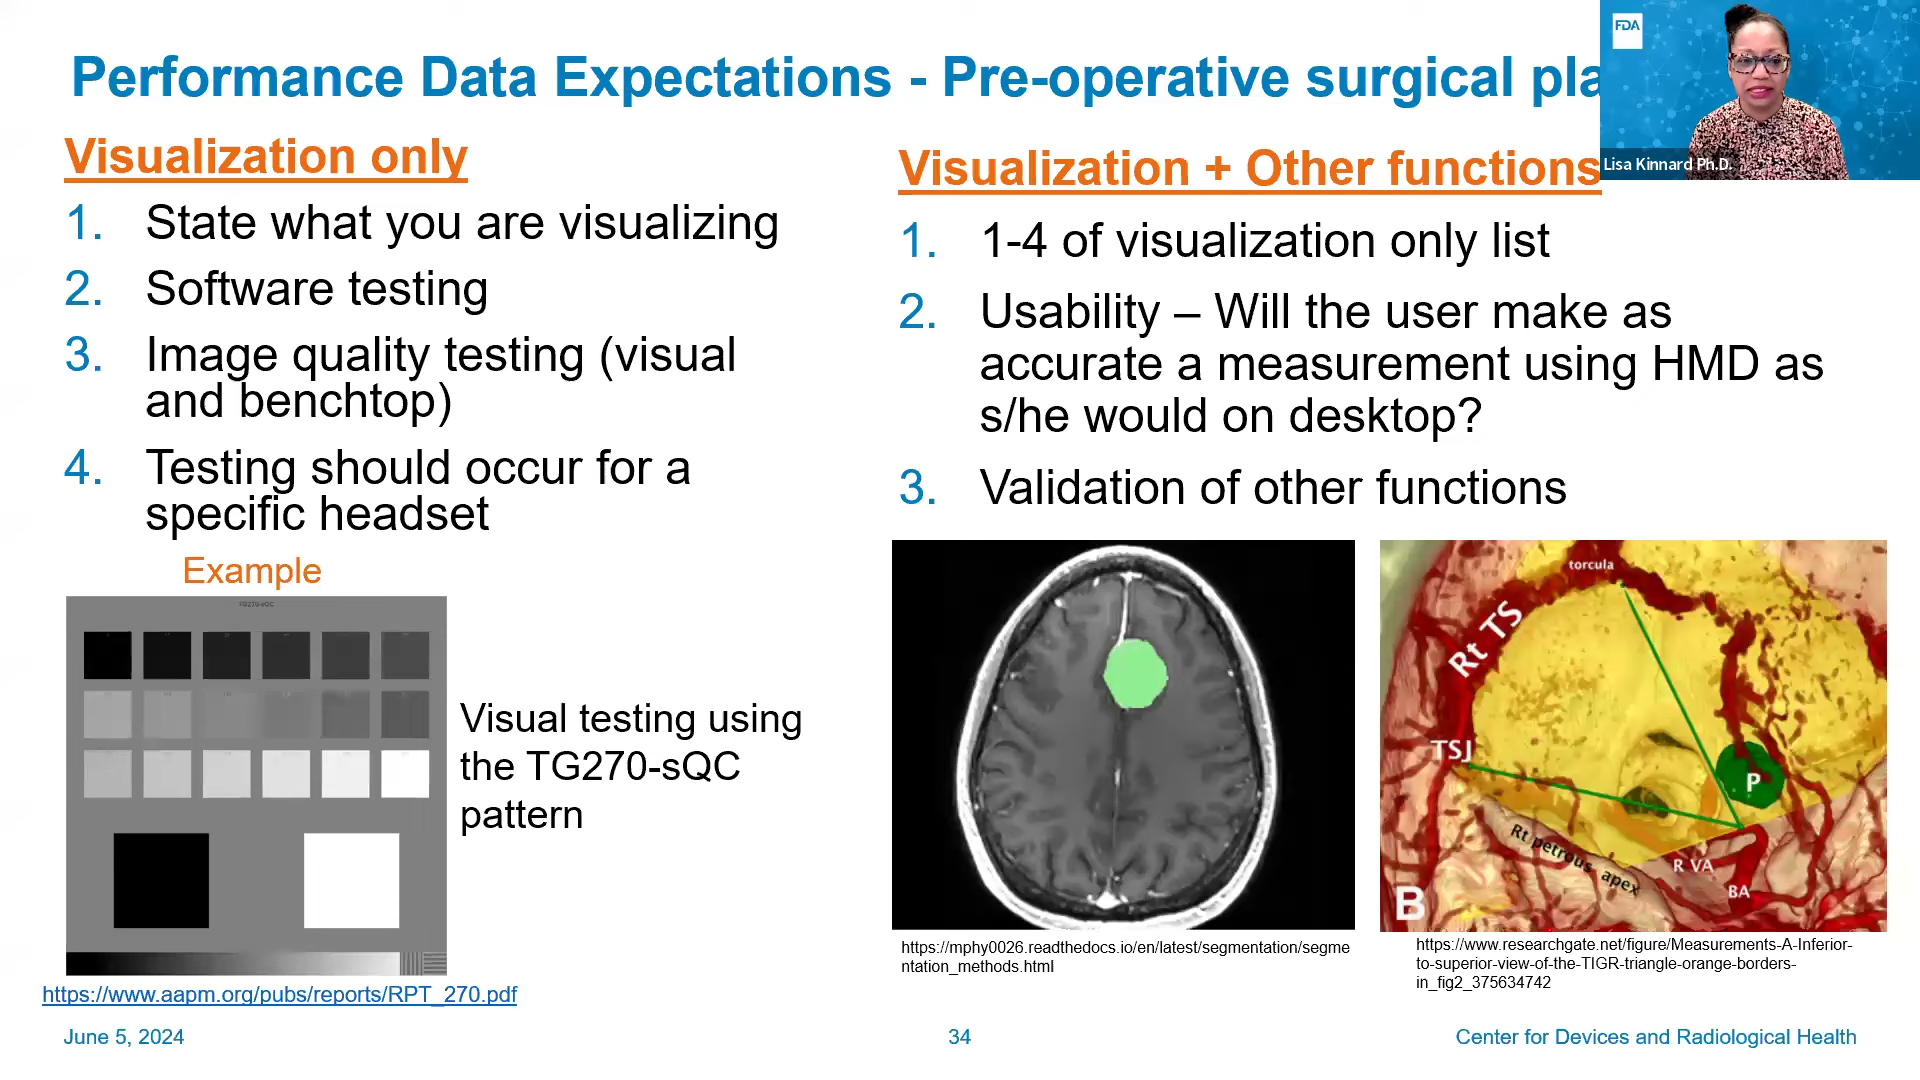 Performance Data Expectations - Pre-operative surgical pla
FDA
Lisa Kinnard Ph.D.
Visualization only
1. State what you are visualizing
2. Software testing
3. Image quality testing (visual
and benchtop)
4. Testing should occur for a
specific headset
Example
TG270-sQC
Visual testing using
the TG270-sQC
pattern
https://www.aapm.org/pubs/reports/RPT_270.pdf
Visualization + Other functions
1. 1-4 of visualization only list
2. Usability – Will the user make as
accurate a measurement using HMD as
s/he would on desktop?
3. Validation of other functions
https://mphy0026.readthedocs.io/en/latest/segmentation/segme
ntation_methods.html
torcula
Rt TS
TSJ
P
Rt petrous apex
R VA
BA
B
https://www.researchgate.net/figure/Measurements-A-Inferior-
to-superior-view-of-the-TIGR-triangle-orange-borders-
in_fig2_375634742
June 5, 2024
34
Center for Devices and Radiological Health